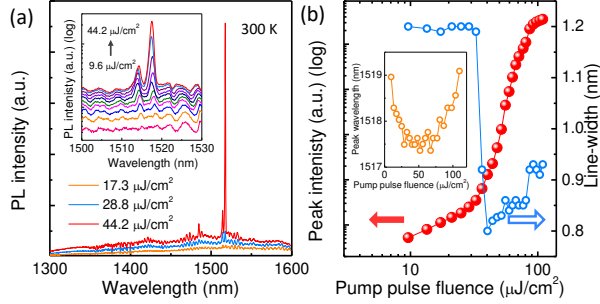 (a)
300 K
44.2 μJ/cm²
9.6 μJ/cm²
PL intenisty (a.u.) (log)
1500 1510 1520 1530
Wavelength (nm)
PL intensity (a.u.)
17.3 μJ/cm²
28.8 μJ/cm²
44.2 μJ/cm²
1300 1400 1500 1600
Wavelength (nm)
(b)
Peak intenisty (a.u.) (log)
Peak wavelength (nm)
1519
1518
1517
0 50 100
Pump pulse fluence (μJ/cm²)
1.2
1.1
1.0
0.9
0.8
Line-width (nm)
10 100
Pump pulse fluence (μJ/cm²)